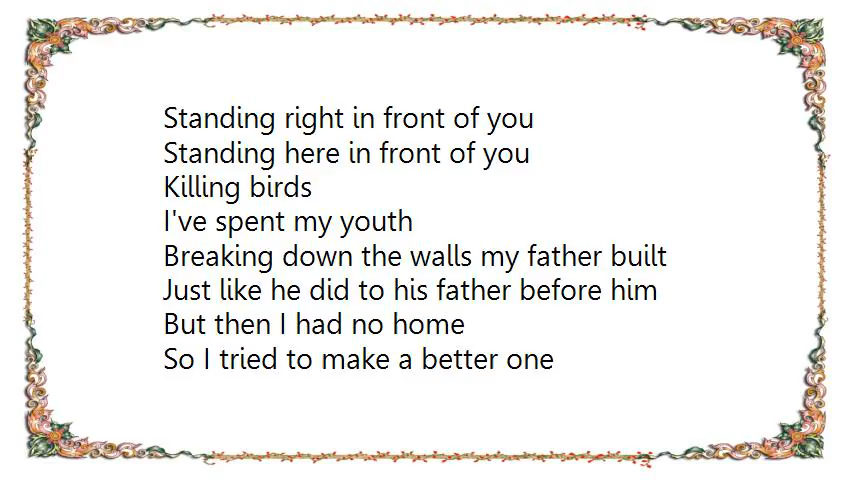 Standing right in front of you
Standing here in front of you
Killing birds
I've spent my youth
Breaking down the walls my father built
Just like he did to his father before him
But then I had no home
So I tried to make a better one